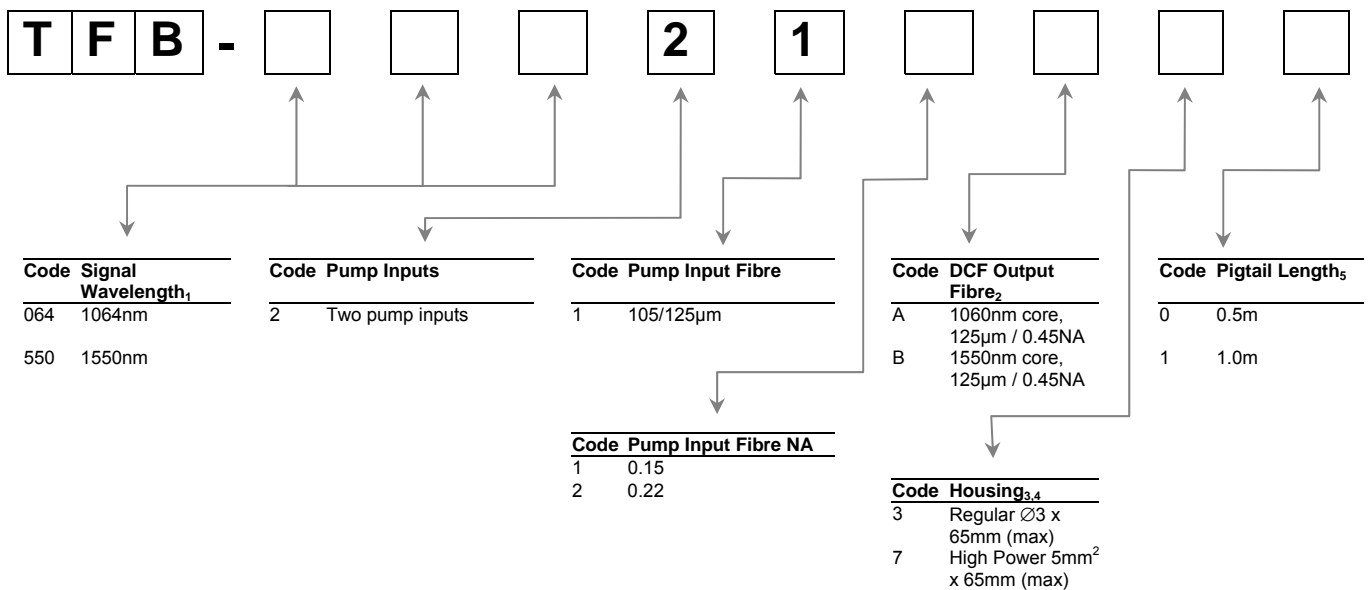 TFB- 2 1
Code Signal
Wavelength1
064 1064nm
550 1550nm
Code Pump Inputs
2 Two pump inputs
Code Pump Input Fibre
1 105/125µm
Code DCF Output
Fibre2
A 1060nm core,
125µm / 0.45NA
B 1550nm core,
125µm / 0.45NA
Code Pigtail Length5
0 0.5m
1 1.0m
Code Pump Input Fibre NA
1 0.15
2 0.22
Code Housing3,4
3 Regular ∅3 x
65mm (max)
7 High Power 5mm2
x 65mm (max)